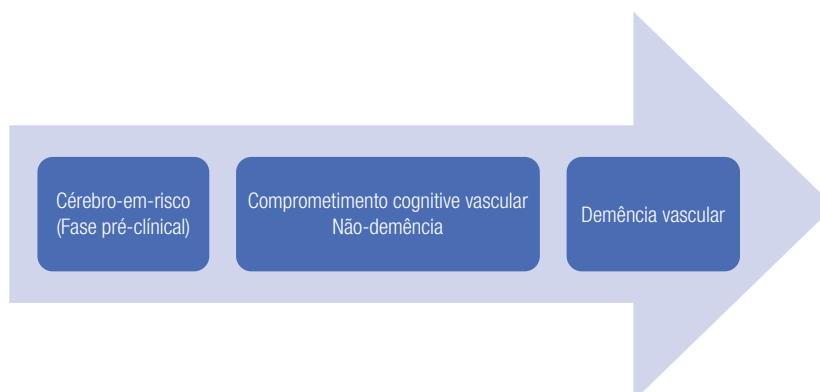 Cérebro-em-risco
(Fase pré-clínical)
Comprometimento cognitive vascular
Não-demência
Demência vascular